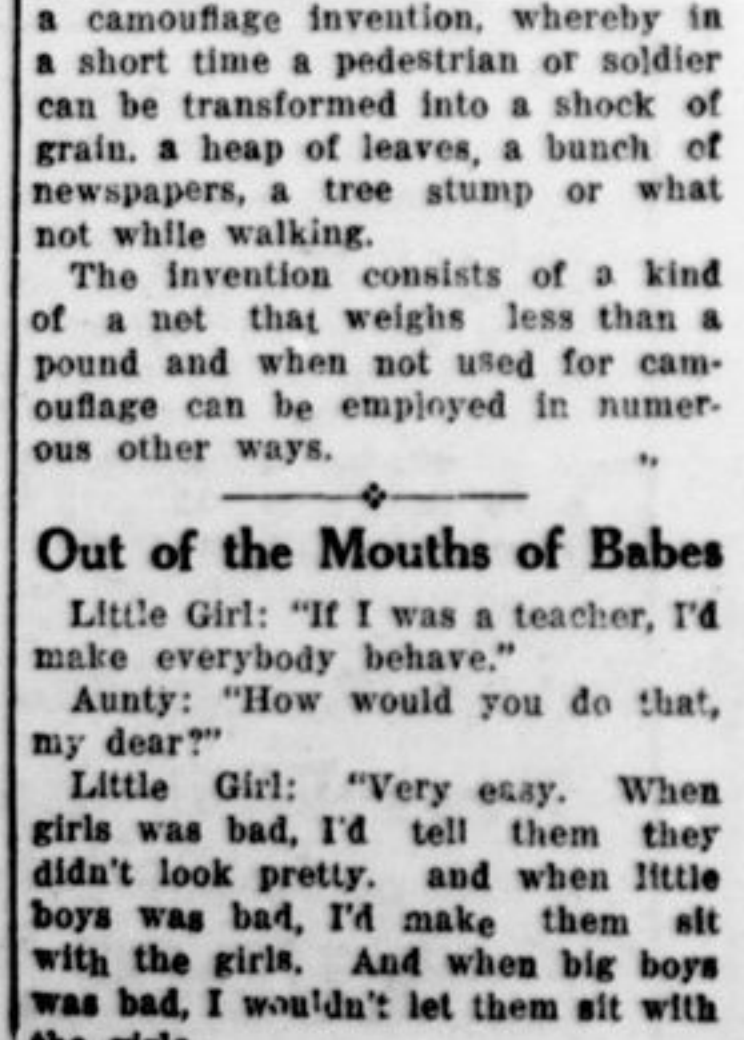 a camouflage invention, whereby in
a short time a pedestrian or soldier
can be transformed into a shock of
grain. a heap of leaves, a bunch of
newspapers, a tree stump or what
not while walking.
The invention consists of a kind
of a net that weighs less than a
pound and when not used for cam-
ouflage can be employed in numer-
ous other ways.
Out of the Mouths of Babes
Little Girl: "If I was a teacher, I'd
make everybody behave."
Aunty: "How would you do that,
my dear?"
Little Girl: "Very easy. When
girls was bad, I'd tell them they
didn't look pretty. and when little
boys was bad, I'd make them sit
with the girls. And when big boys
was bad, I wouldn't let them sit with
the girls